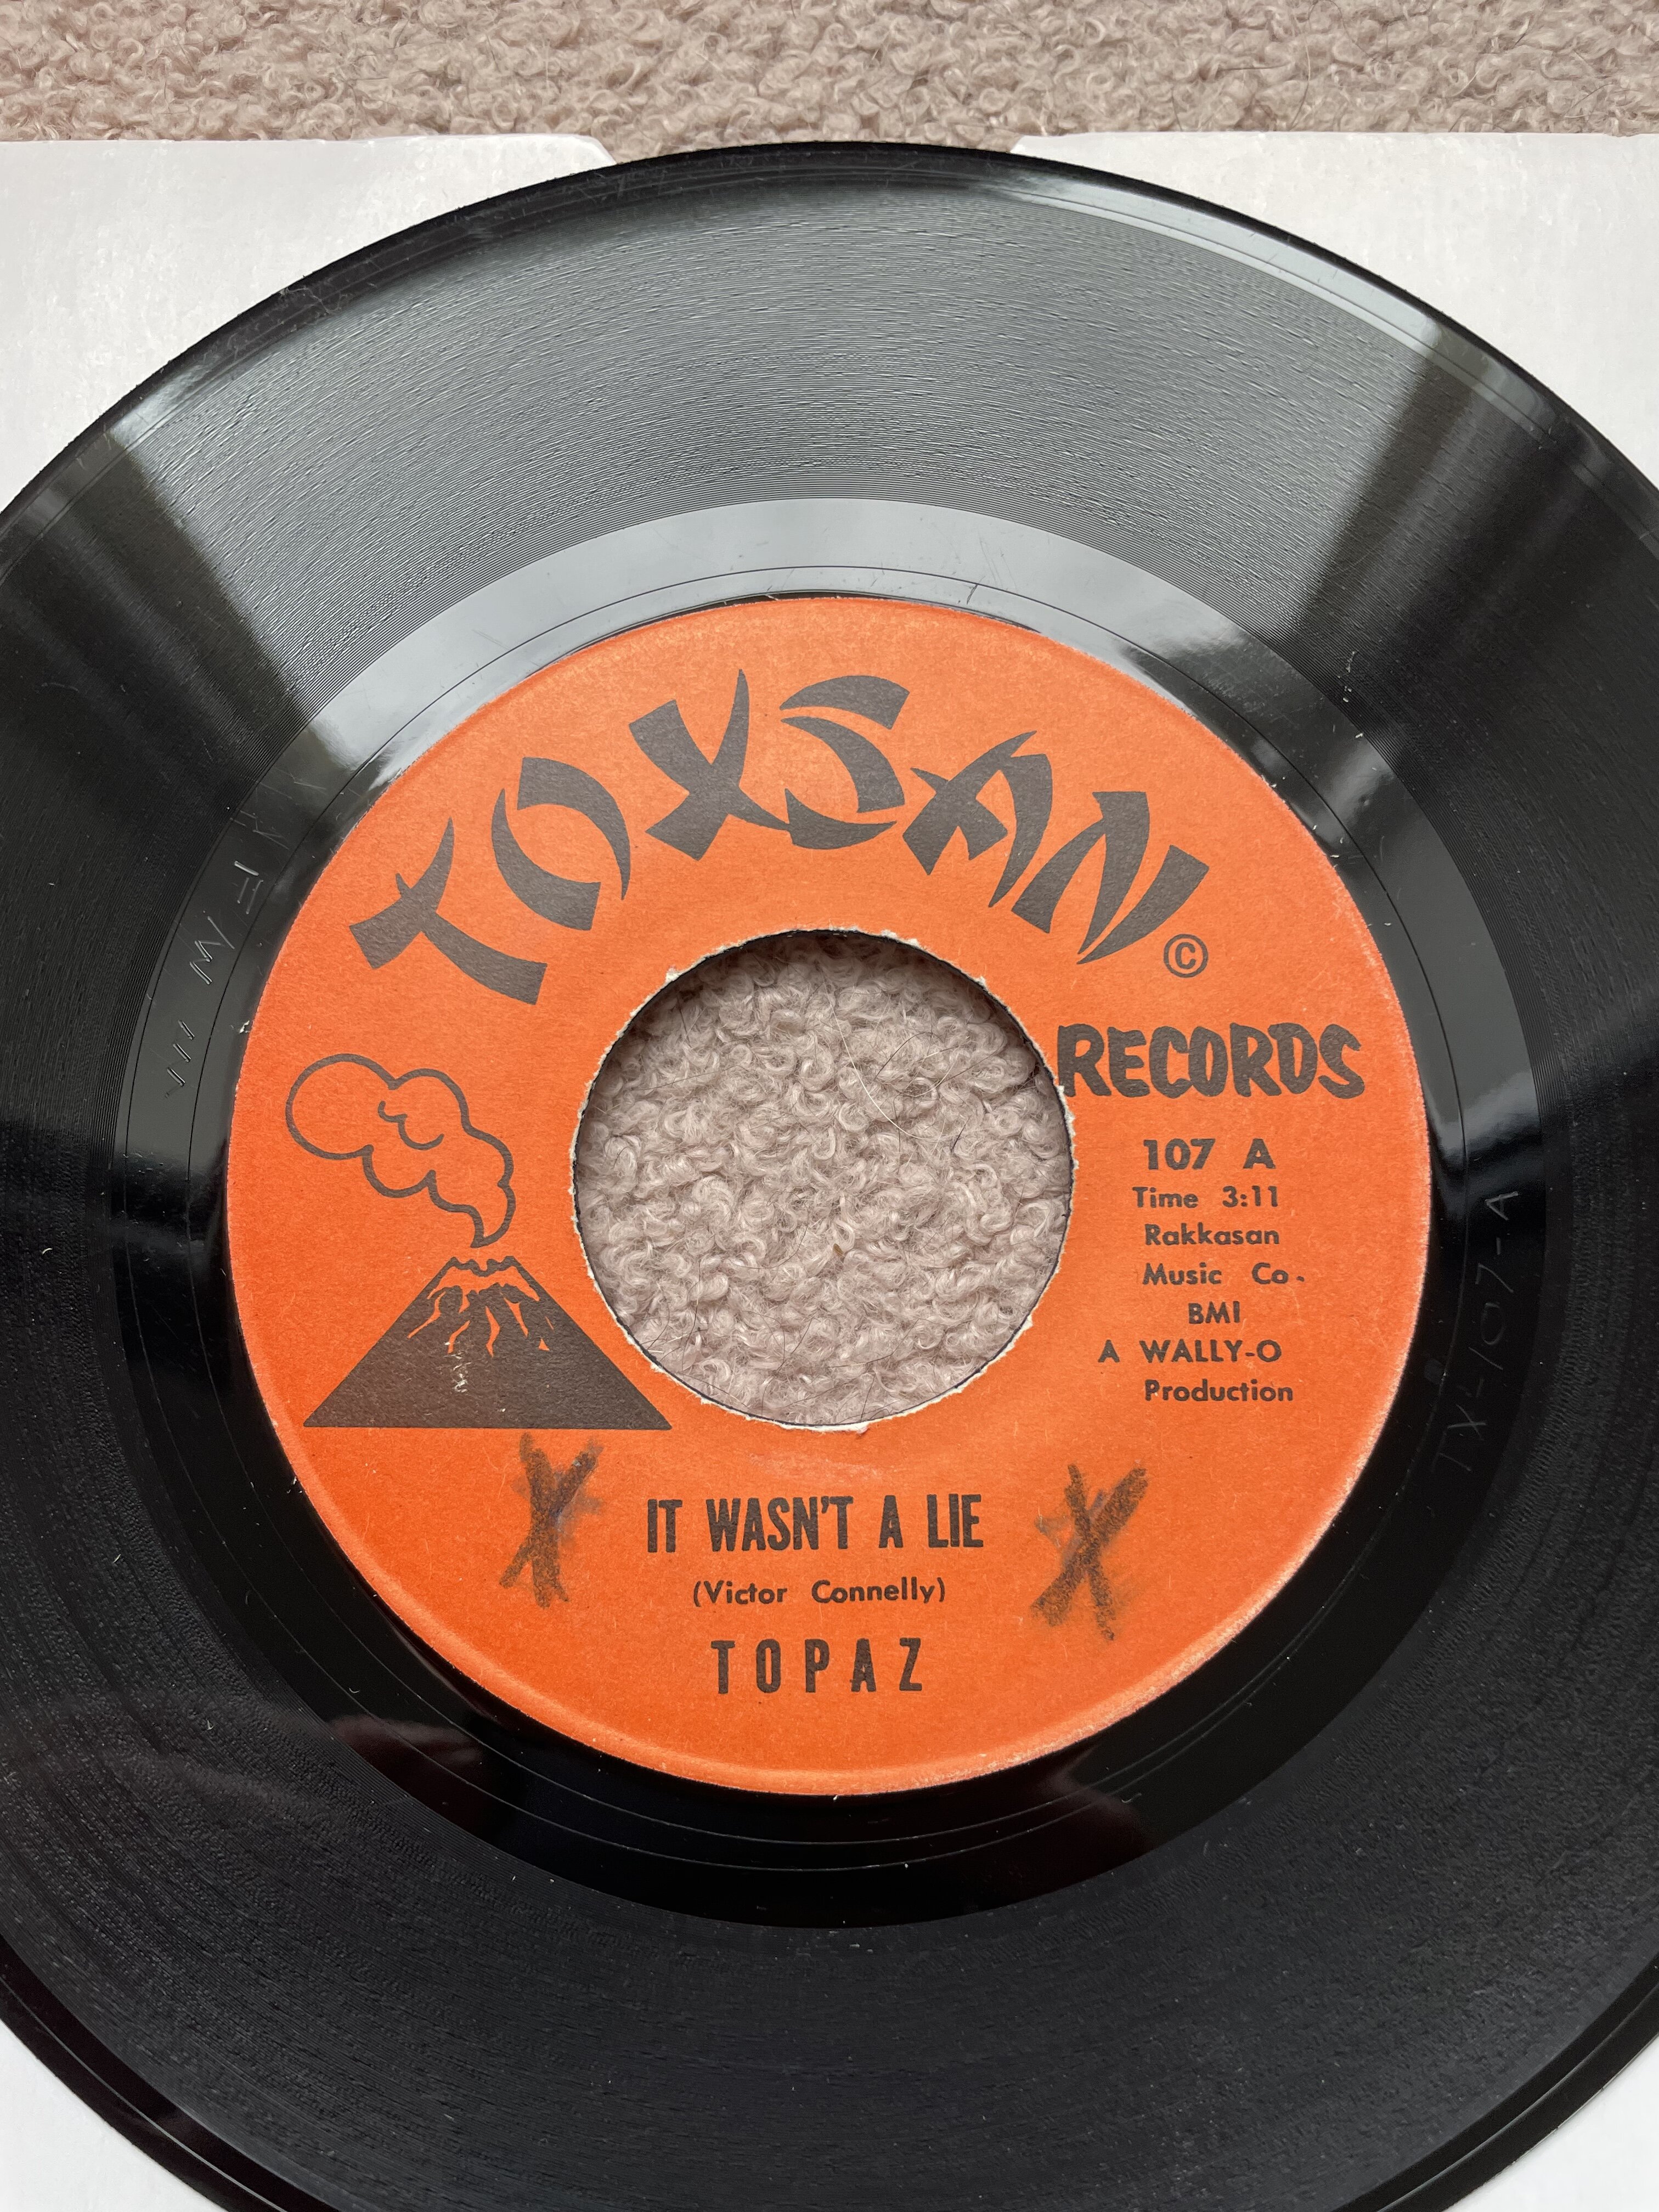 TOXSAN
©
RECORDS
107 A
Time 3:11
Rakkasan
Music Co.
BMI
A WALLY-O
Production
X X
IT WASN'T A LIE
(Victor Connelly)
TOPAZ
TX-107-A